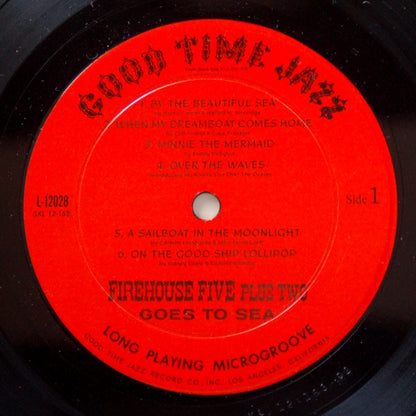 GOOD TIME JAZZ
1. BY THE BEAUTIFUL SEA
2. WHEN MY DREAMBOAT COMES HOME
3. MINNIE THE MERMAID
4. OVER THE WAVES
L-12028
Side 1
5. A SAILBOAT IN THE MOONLIGHT
6. ON THE GOOD SHIP LOLLIPOP
FIREHOUSE FIVE PLUS TWO
GOES TO SEA
LONG PLAYING MICROGROOVE
GOOD TIME JAZZ RECORD CO., INC. LOS ANGELES, CALIFORNIA